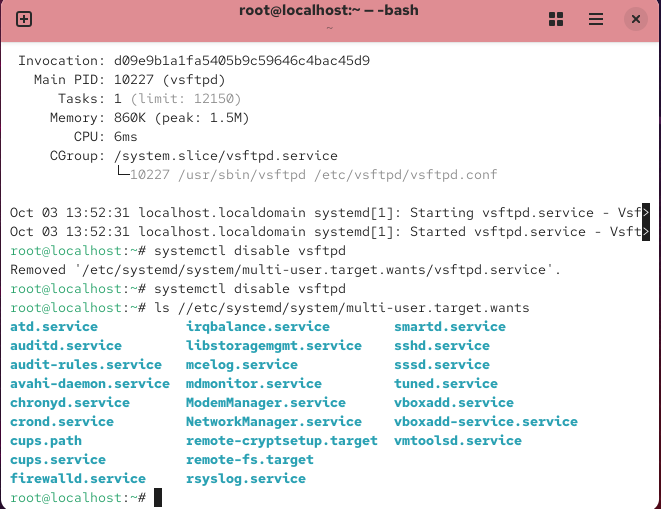 root@localhost:~ — -bash
~
Invocation: d09e9b1a1fa5405b9c59646c4bac45d9
Main PID: 10227 (vsftpd)
Tasks: 1 (limit: 12150)
Memory: 860K (peak: 1.5M)
CPU: 6ms
CGroup: /system.slice/vsftpd.service
└─10227 /usr/sbin/vsftpd /etc/vsftpd/vsftpd.conf
Oct 03 13:52:31 localhost.localdomain systemd[1]: Starting vsftpd.service - Vsf>
Oct 03 13:52:31 localhost.localdomain systemd[1]: Started vsftpd.service - Vsft>
root@localhost:~# systemctl disable vsftpd
Removed '/etc/systemd/system/multi-user.target.wants/vsftpd.service'.
root@localhost:~# systemctl disable vsftpd
root@localhost:~# ls //etc/systemd/system/multi-user.target.wants
atd.service irqbalance.service smartd.service
auditd.service libstoragemgmt.service sshd.service
audit-rules.service mcelog.service sssd.service
avahi-daemon.service mdmonitor.service tuned.service
chronyd.service ModemManager.service vboxadd.service
crond.service NetworkManager.service vboxadd-service.service
cups.path remote-cryptsetup.target vmtoolsd.service
cups.service remote-fs.target
firewalld.service rsyslog.service
root@localhost:~#